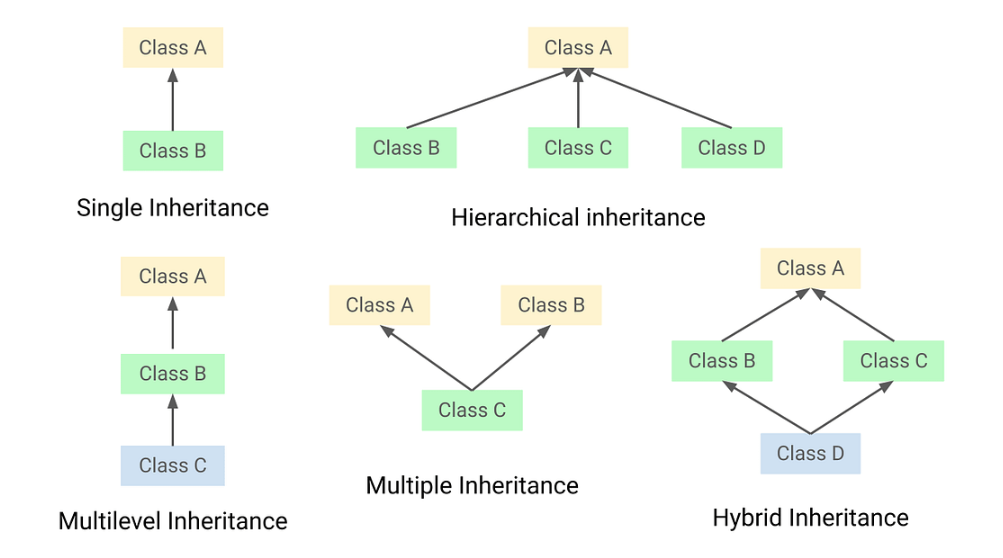 Class A
Class B
Single Inheritance
Class A
Class B
Class C
Class D
Hierarchical inheritance
Class A
Class B
Class C
Multilevel Inheritance
Class A
Class B
Class C
Multiple Inheritance
Class A
Class B
Class C
Class D
Hybrid Inheritance